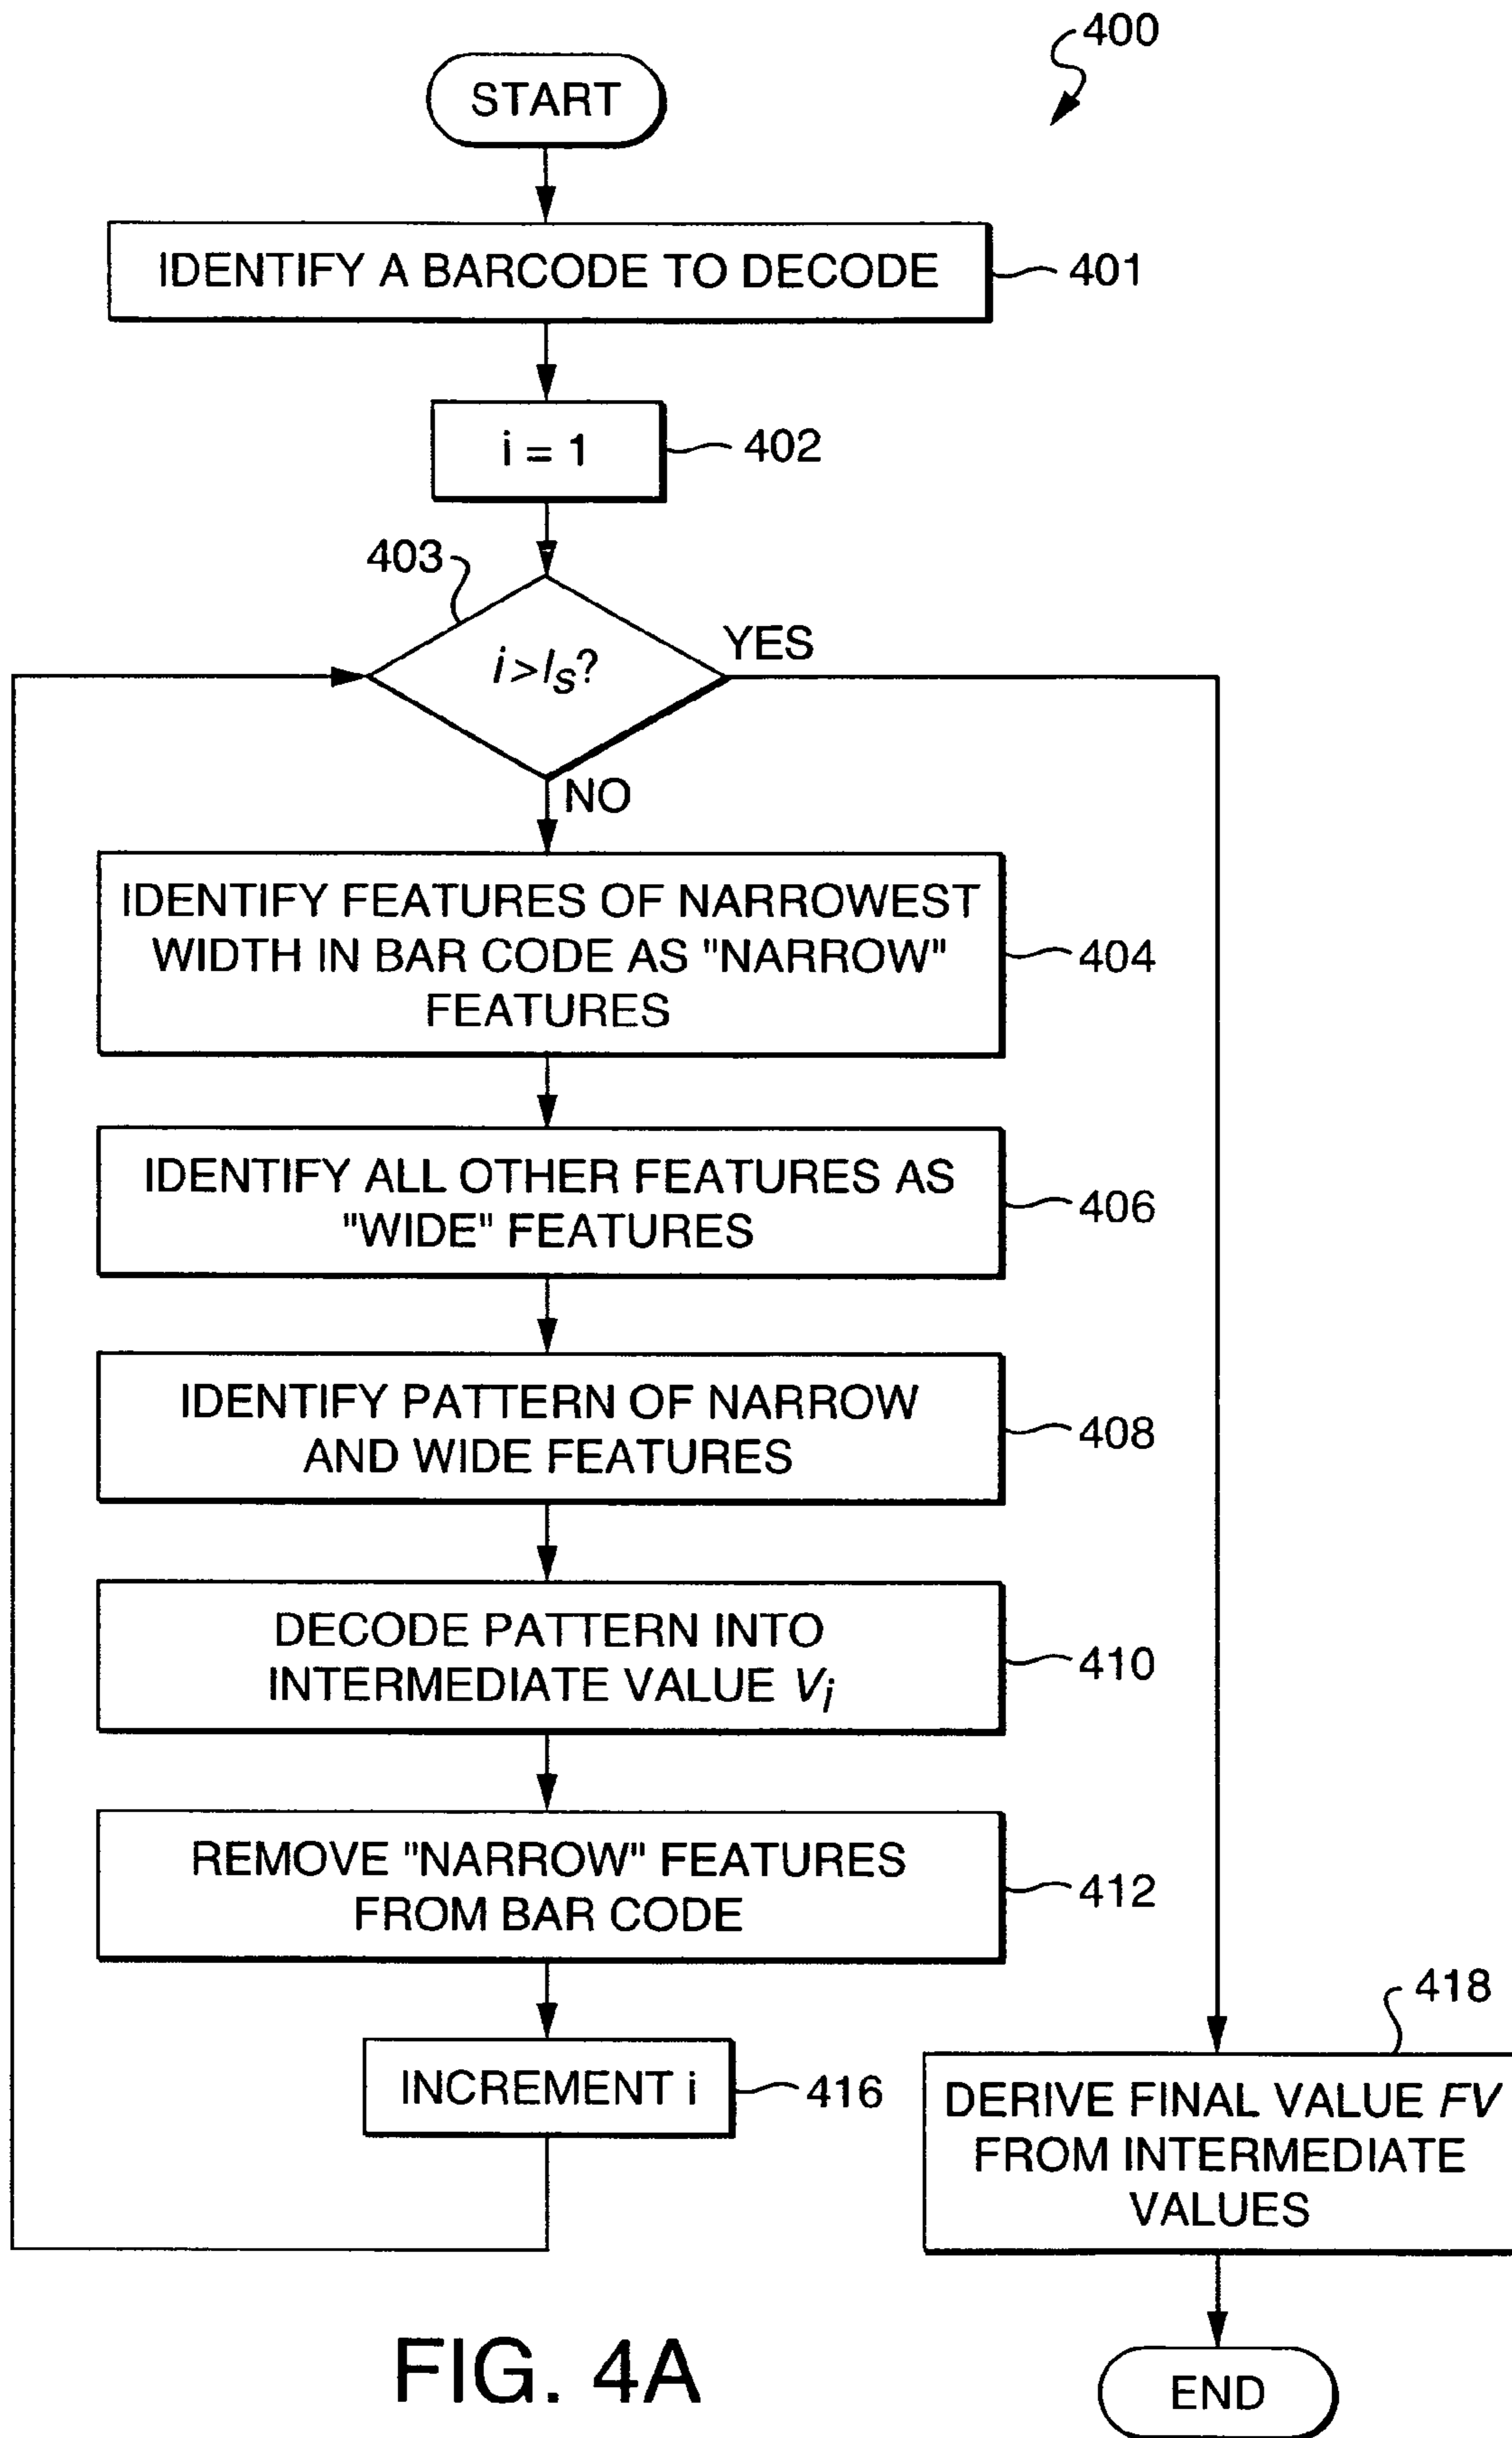 400
START
IDENTIFY A BARCODE TO DECODE
401
i = 1
402
403
i > I_S?
YES
NO
IDENTIFY FEATURES OF NARROWEST
WIDTH IN BAR CODE AS "NARROW"
FEATURES
404
IDENTIFY ALL OTHER FEATURES AS
"WIDE" FEATURES
406
IDENTIFY PATTERN OF NARROW
AND WIDE FEATURES
408
DECODE PATTERN INTO
INTERMEDIATE VALUE V_i
410
REMOVE "NARROW" FEATURES
FROM BAR CODE
412
INCREMENT i
416
418
DERIVE FINAL VALUE FV
FROM INTERMEDIATE
VALUES
END
FIG. 4A